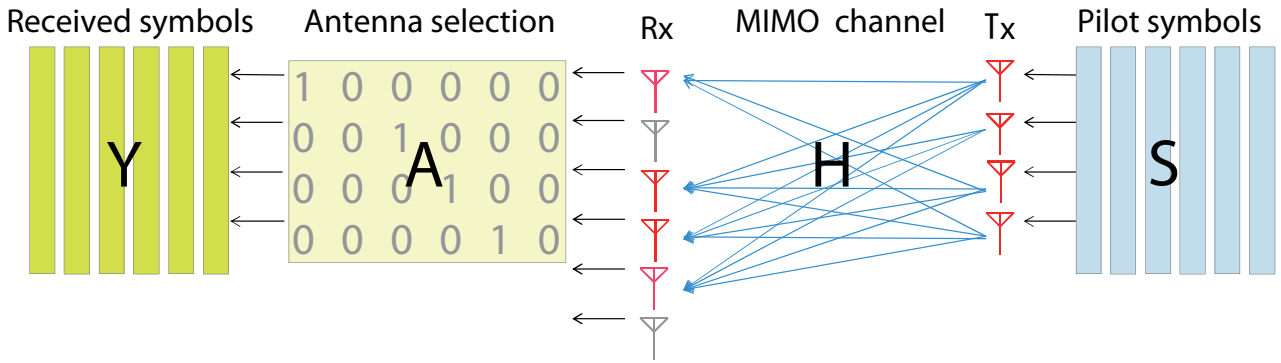 Received symbols Antenna selection Rx MIMO channel Tx Pilot symbols
1 0 0 0 0 0
0 0 1 0 0 0
Y A H S
0 0 0 1 0 0
0 0 0 0 1 0